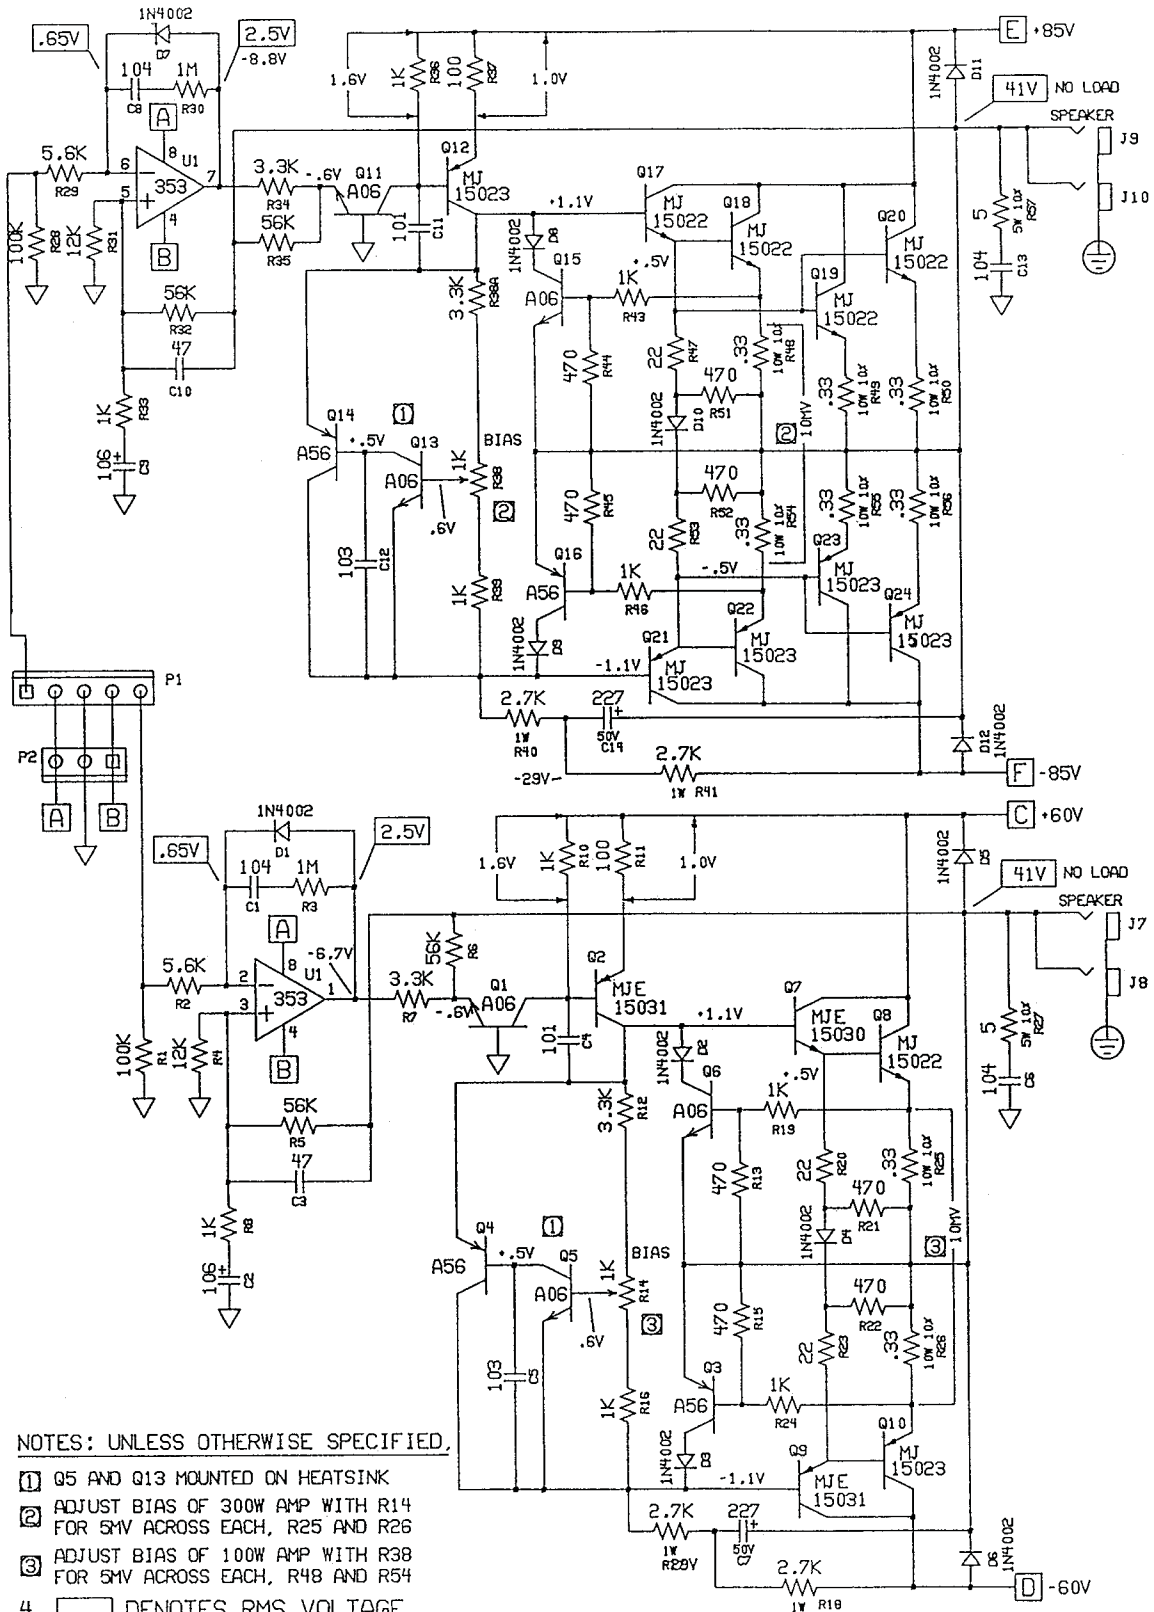 1N4002
D7
.65V
2.5V
-8.8V
104
C9
1M
R30
A
5.6K
R29
6
8
U1
7
5
353
4
B
100K
R28
12K
R31
56K
R32
47
C10
1K
R33
106
+
3.3K
R34
-.6V
Q11
A06
56K
R35
1.6V
1K
R36
100
R37
1.0V
Q12
MJ
15023
101
C11
3.3K
R38A
Q14
A56
1
+.5V
Q13
A06
BIAS
1K
R38
2
.6V
103
C12
1K
R39
E
+85V
1N4002
D11
41V
NO LOAD
SPEAKER
J9
J10
5
5W 10%
R57
104
C13
+1.1V
1N4002
D8
Q15
A06
Q17
MJ
15022
Q18
MJ
15022
Q20
MJ
15022
Q19
MJ
15022
+.5V
1K
R43
470
R44
22
R47
.33
10W 10%
R48
470
R51
1N4002
D10
2
10MV
.33
10W 10%
R49
.33
10W 10%
R50
470
R45
470
R52
22
R53
.33
10W 10%
R54
.33
10W 10%
R55
.33
10W 10%
R56
Q16
A56
1K
R46
-.5V
Q23
MJ
15023
Q24
MJ
15023
Q22
MJ
15023
Q21
MJ
15023
1N4002
D9
-1.1V
2.7K
1W
R40
227
+
50V
C14
-29V
2.7K
1W R41
D12
1N4002
F
-85V
P1
P2
A
B
1N4002
D1
.65V
2.5V
104
C1
1M
R3
A
-6.7V
5.6K
R2
2
8
U1
1
3
353
4
B
100K
R1
12K
R4
56K
R5
47
C3
1K
R8
106
+
C2
3.3K
R7
56K
R6
-.6V
Q1
A06
1.6V
1K
R10
100
R11
1.0V
Q2
MJE
15031
101
C4
3.3K
R12
Q4
A56
1
+.5V
Q5
A06
BIAS
1K
R14
3
.6V
103
C5
1K
R16
C
+60V
1N4002
D5
41V
NO LOAD
SPEAKER
J7
J8
5
5W 10%
R27
104
C6
+1.1V
1N4002
D2
Q6
A06
Q7
MJE
15030
Q8
MJ
15022
+.5V
1K
R19
470
R13
22
R20
.33
10W 10%
R25
470
R21
1N4002
D4
3
10MV
470
R15
470
R22
22
R23
.33
10W 10%
R26
Q3
A56
1K
R24
Q10
MJ
15023
Q9
MJE
15031
1N4002
D3
-1.1V
2.7K
1W
227
+
50V
C7
2.7K
1W R18
D6
1N4002
D
-60V
NOTES: UNLESS OTHERWISE SPECIFIED,
1 Q5 AND Q13 MOUNTED ON HEATSINK
2 ADJUST BIAS OF 300W AMP WITH R14
FOR 5MV ACROSS EACH, R25 AND R26
3 ADJUST BIAS OF 100W AMP WITH R38
FOR 5MV ACROSS EACH, R48 AND R54
4 DENOTES RMS VOLTAGE